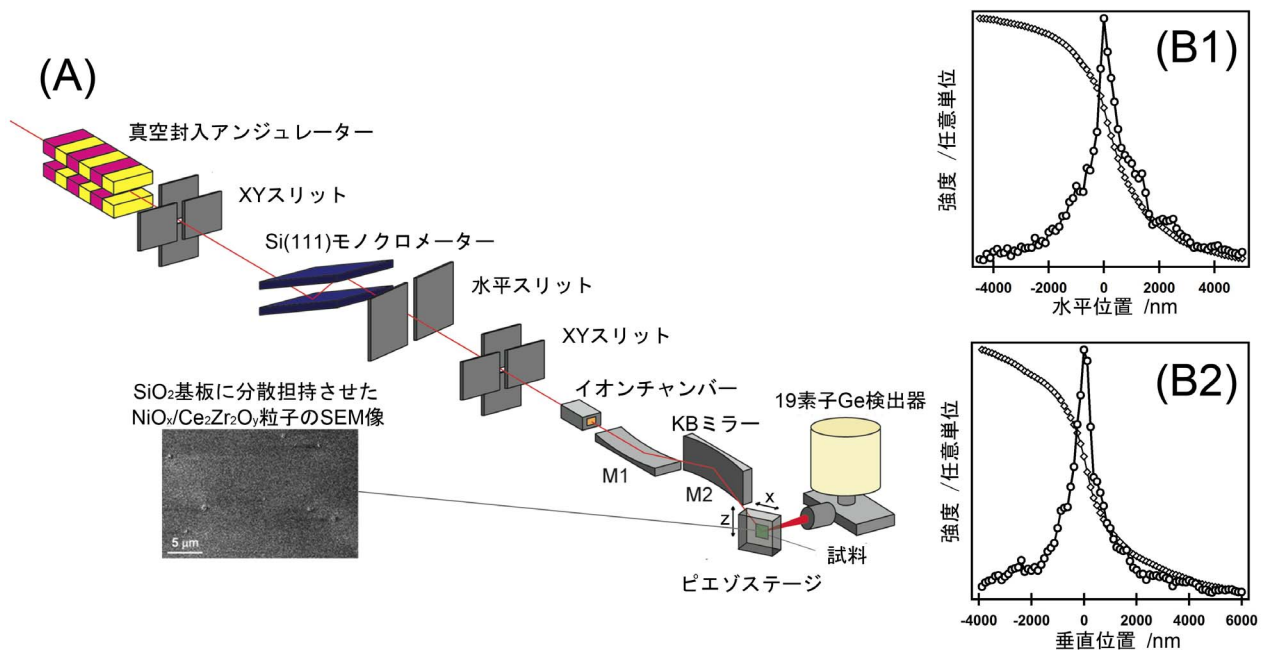 (A)
真空封入アンジュレーター
XYスリット
Si(111)モノクロメーター
水平スリット
XYスリット
イオンチャンバー
KBミラー
19素子Ge検出器
M1
M2
x
z
試料
ピエゾステージ
SiO₂基板に分散担持させた
NiOₓ/Ce₂Zr₂Oᵧ粒子のSEM像
5 μm
(B1)
強度 /任意単位
-4000 -2000 0 2000 4000
水平位置 /nm
(B2)
強度 /任意単位
-4000 -2000 0 2000 4000 6000
垂直位置 /nm